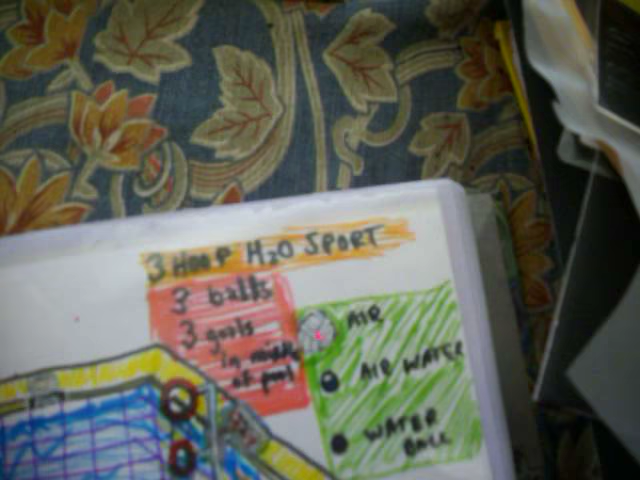 3 HOOP H2O SPORT
3 balls
3 goals
in middle
of pool
AIR
AIR WATER
WATER
BALL